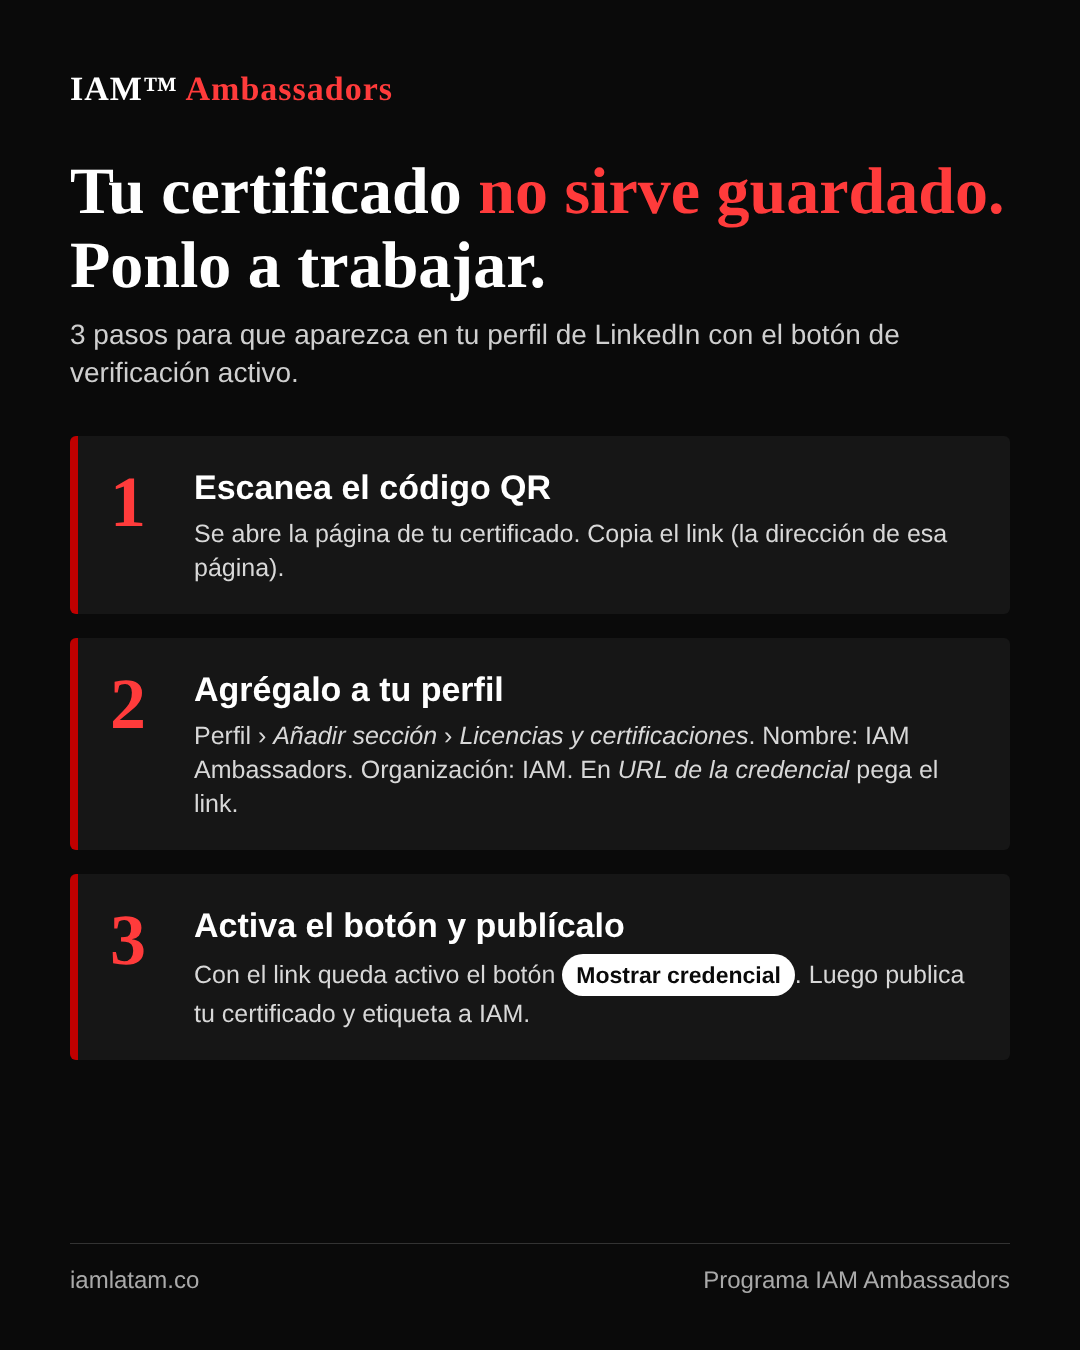 IAM™ Ambassadors
Tu certificado no sirve guardado.
Ponlo a trabajar.
3 pasos para que aparezca en tu perfil de LinkedIn con el botón de
verificación activo.
1
Escanea el código QR
Se abre la página de tu certificado. Copia el link (la dirección de esa
página).
2
Agrégalo a tu perfil
Perfil › Añadir sección › Licencias y certificaciones. Nombre: IAM
Ambassadors. Organización: IAM. En URL de la credencial pega el
link.
3
Activa el botón y publícalo
Con el link queda activo el botón Mostrar credencial. Luego publica
tu certificado y etiqueta a IAM.
iamlatam.co
Programa IAM Ambassadors